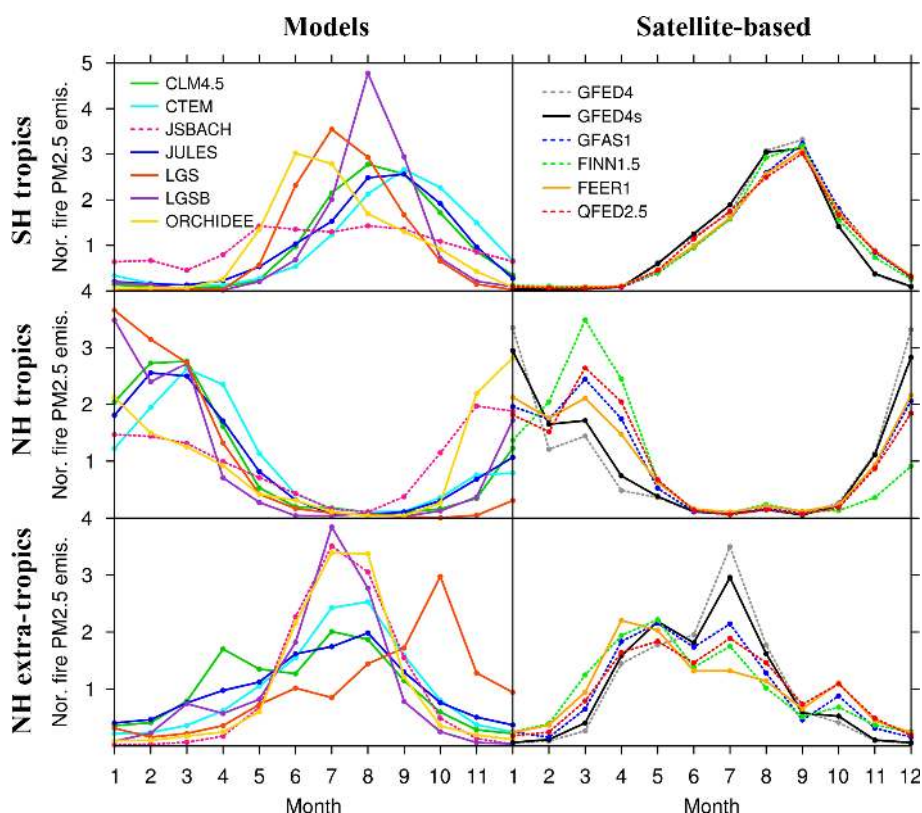 Models Satellite-based
SH tropics
Nor. fire PM2.5 emis.
5
4
3
2
1
4
CLM4.5
CTEM
JSBACH
JULES
LGS
LGSB
ORCHIDEE
GFED4
GFED4s
GFAS1
FINN1.5
FEER1
QFED2.5
NH tropics
Nor. fire PM2.5 emis.
3
2
1
4
NH extra-tropics
Nor. fire PM2.5 emis.
3
2
1
1 2 3 4 5 6 7 8 9 10 11 1 2 3 4 5 6 7 8 9 10 11 12
Month Month